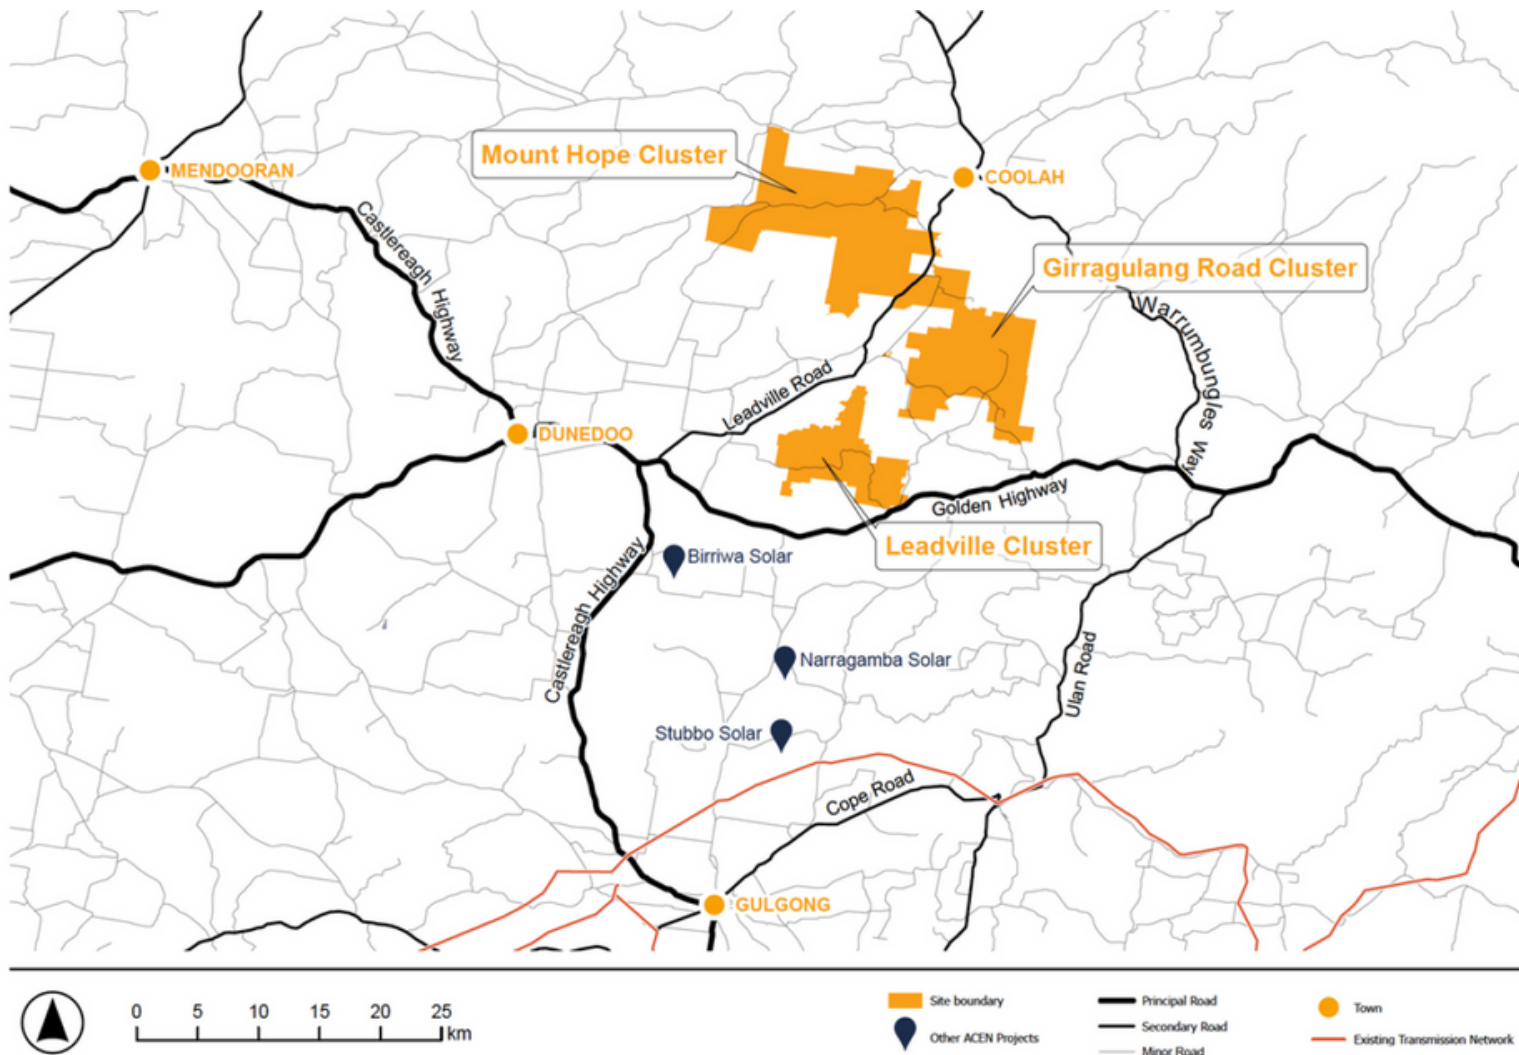 Mount Hope Cluster
MENDOORAN
COOLAH
Castlereagh Highway
Girragulang Road Cluster
Warrumbungles Way
Leadville Road
DUNEDOO
Golden Highway
Leadville Cluster
Birriwa Solar
Castlereagh Highway
Narragamba Solar
Ulan Road
Stubbo Solar
Cope Road
GULGONG
0 5 10 15 20 25
km
Site boundary
Other ACEN Projects
Principal Road
Secondary Road
Minor Road
Town
Existing Transmission Network